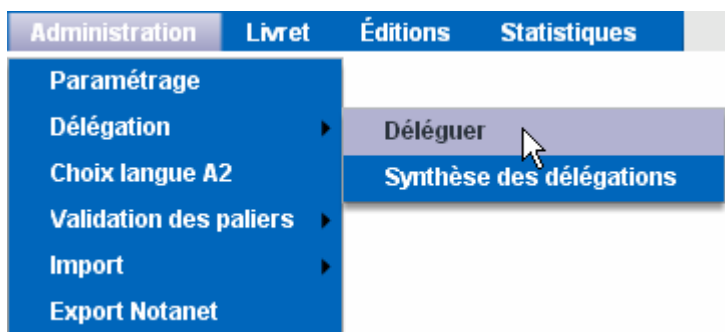 Administration Livret Éditions Statistiques
Paramétrage
Délégation Déléguer
Choix langue A2 Synthèse des délégations
Validation des paliers
Import
Export Notanet